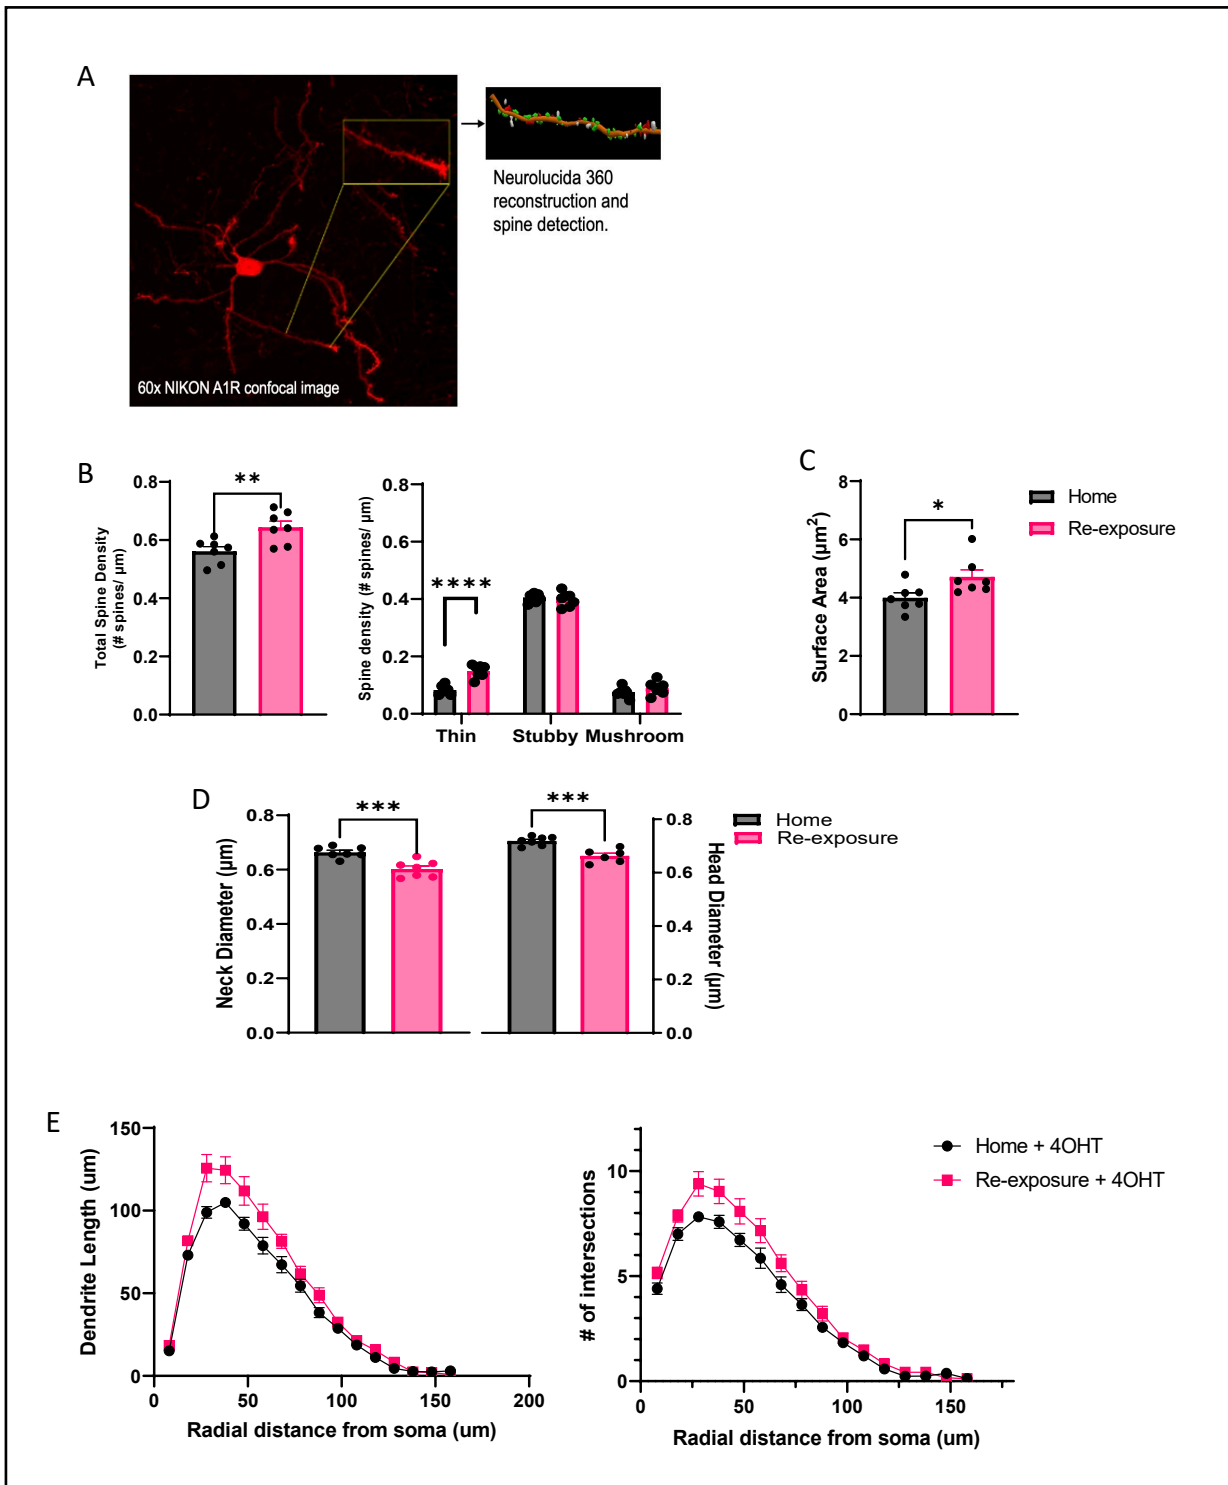 A
60x NIKON A1R confocal image
Neurolucida 360
reconstruction and
spine detection.
B
Total Spine Density
(# spines/ μm)
0.8
0.6
0.4
0.2
0.0
**
Spine density (# spines/ μm)
0.8
0.6
0.4
0.2
0.0
****
Thin
Stubby
Mushroom
C
Surface Area (μm²)
8
6
4
2
0
*
Home
Re-exposure
D
Neck Diameter (μm)
0.8
0.6
0.4
0.2
0.0
***
***
0.8
0.6
0.4
0.2
0.0
Head Diameter (μm)
Home
Re-exposure
E
Dendrite Length (um)
150
100
50
0
0
50
100
150
200
Radial distance from soma (um)
# of intersections
10
5
0
0
50
100
150
Radial distance from soma (um)
Home + 4OHT
Re-exposure + 4OHT